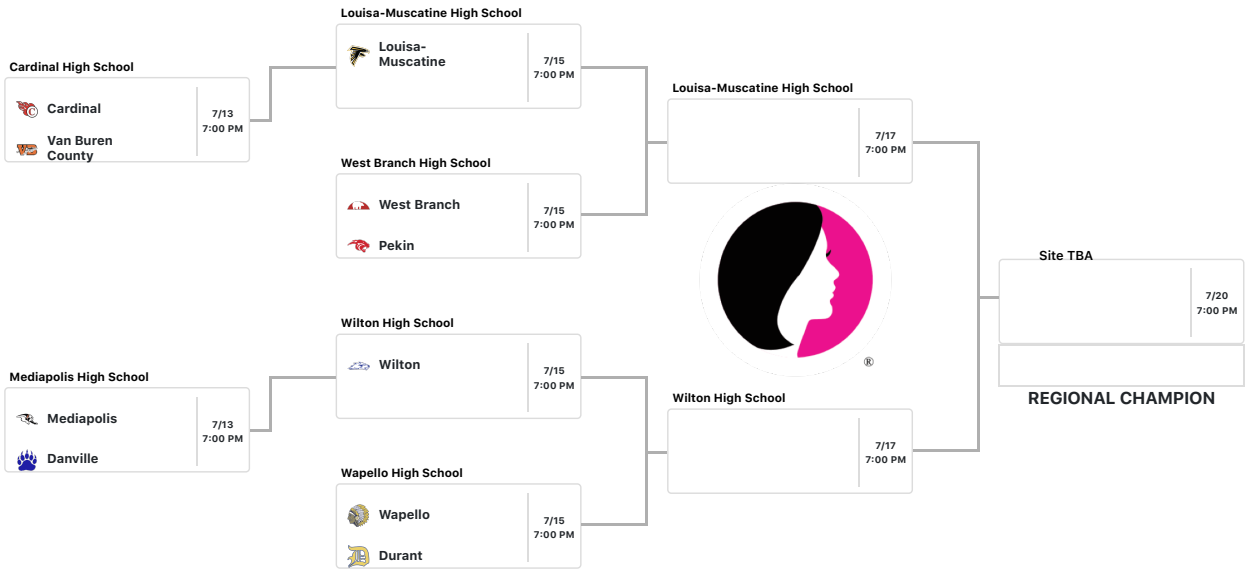 Louisa-Muscatine High School
Louisa-
Muscatine
7/15
7:00 PM
Cardinal High School
Cardinal
Van Buren
County
7/13
7:00 PM
West Branch High School
West Branch
Pekin
7/15
7:00 PM
Louisa-Muscatine High School
7/17
7:00 PM
Wilton High School
Wilton
7/15
7:00 PM
Mediapolis High School
Mediapolis
Danville
7/13
7:00 PM
Wapello High School
Wapello
Durant
7/15
7:00 PM
®
Wilton High School
7/17
7:00 PM
Site TBA
7/20
7:00 PM
REGIONAL CHAMPION